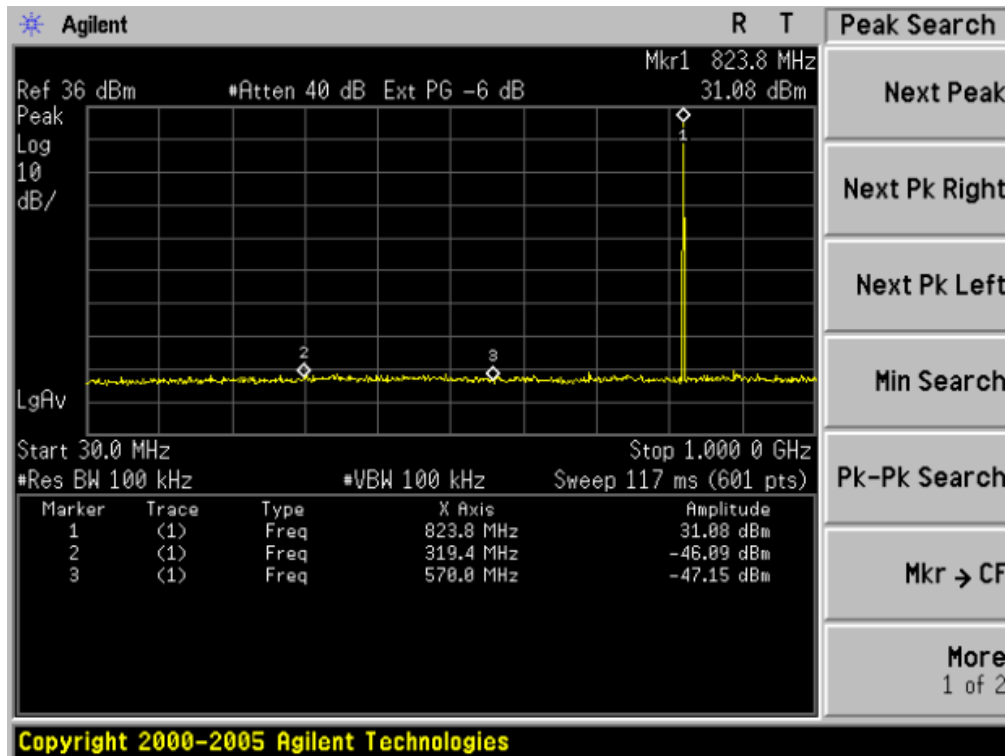 Agilent R T
Peak Search
Mkr1 823.8 MHz
Ref 36 dBm #Atten 40 dB Ext PG -6 dB 31.08 dBm
Peak
Log
10
dB/
1
2
3
LgAv
Start 30.0 MHz Stop 1.000 0 GHz
#Res BW 100 kHz #VBW 100 kHz Sweep 117 ms (601 pts)
Marker Trace Type X Axis Amplitude
1 (1) Freq 823.8 MHz 31.08 dBm
2 (1) Freq 319.4 MHz -46.09 dBm
3 (1) Freq 570.0 MHz -47.15 dBm
Next Peak
Next Pk Right
Next Pk Left
Min Search
Pk-Pk Search
Mkr → CF
More
1 of 2
Copyright 2000-2005 Agilent Technologies